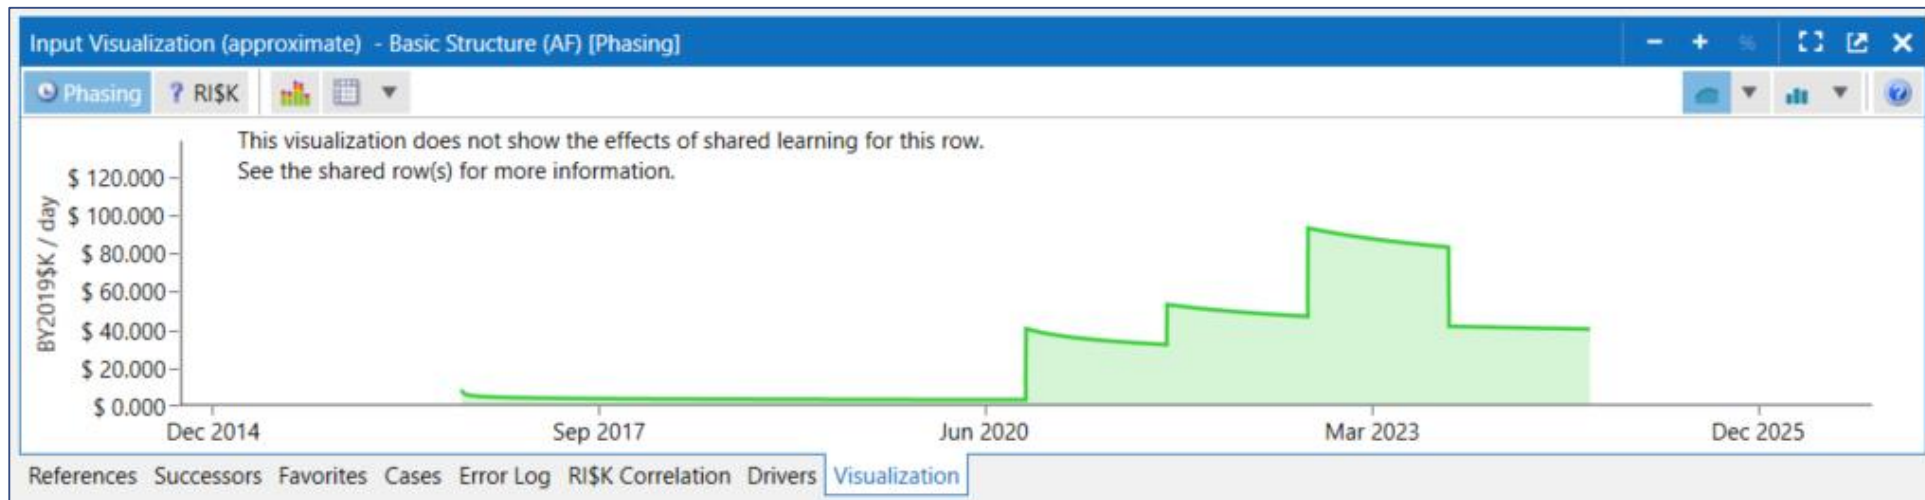 Input Visualization (approximate) - Basic Structure (AF) [Phasing]
Phasing ? RI$K
This visualization does not show the effects of shared learning for this row.
See the shared row(s) for more information.
BY2019$K / day
$ 120.000
$ 100.000
$ 80.000
$ 60.000
$ 40.000
$ 20.000
$ 0.000
Dec 2014 Sep 2017 Jun 2020 Mar 2023 Dec 2025
References Successors Favorites Cases Error Log RI$K Correlation Drivers Visualization